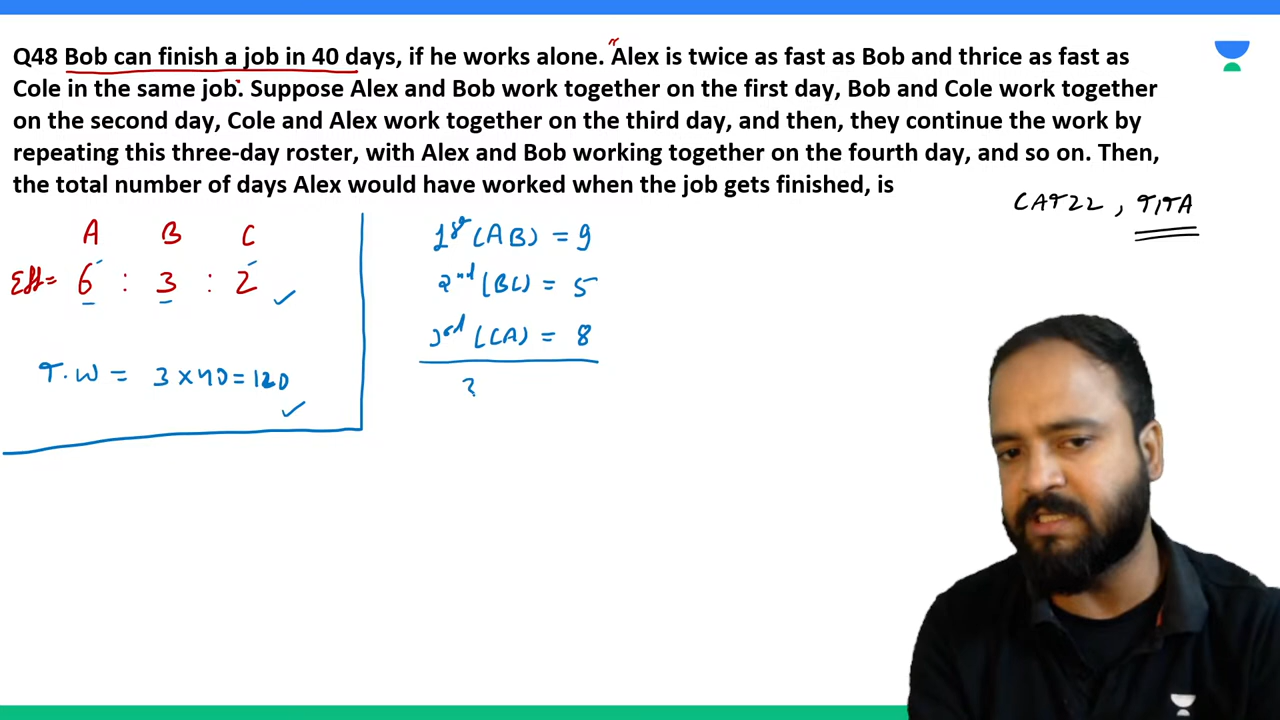 Q48 Bob can finish a job in 40 days, if he works alone. Alex is twice as fast as Bob and thrice as fast as
Cole in the same job. Suppose Alex and Bob work together on the first day, Bob and Cole work together
on the second day, Cole and Alex work together on the third day, and then, they continue the work by
repeating this three-day roster, with Alex and Bob working together on the fourth day, and so on. Then,
the total number of days Alex would have worked when the job gets finished, is
CAT22, TITA
A B C
Eff= 6 : 3 : 2
T.W = 3 x 40 = 120
1st (AB) = 9
2nd (BC) = 5
3rd (CA) = 8
3